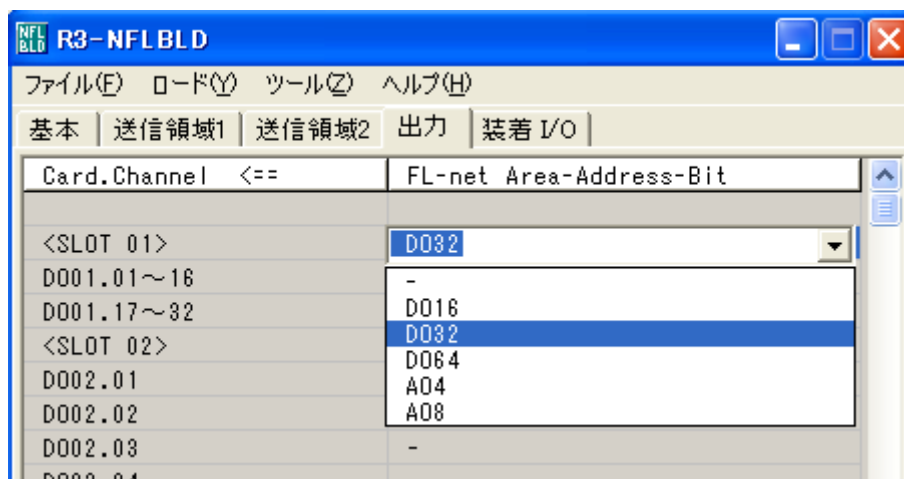 NFL BLD R3-NFLBLD
ファイル(F) ロード(Y) ツール(Z) ヘルプ(H)
基本 送信領域1 送信領域2 出力 装着 I/O
Card.Channel <== FL-net Area-Address-Bit
<SLOT 01> DO32
DO01.01～16 -
DO01.17～32 DO16
<SLOT 02> DO32
DO64
DO02.01 AO4
DO02.02 AO8
DO02.03 -